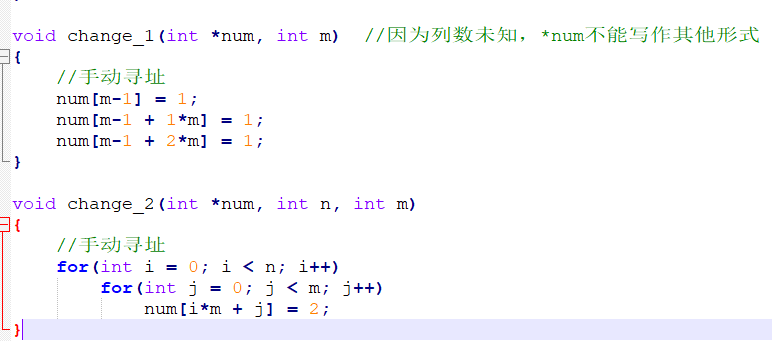 void change_1(int *num, int m)  //因为列数未知，*num不能写作其他形式
{
    //手动寻址
    num[m-1] = 1;
    num[m-1 + 1*m] = 1;
    num[m-1 + 2*m] = 1;
}
void change_2(int *num, int n, int m)
{
    //手动寻址
    for(int i = 0; i < n; i++)
        for(int j = 0; j < m; j++)
            num[i*m + j] = 2;
}